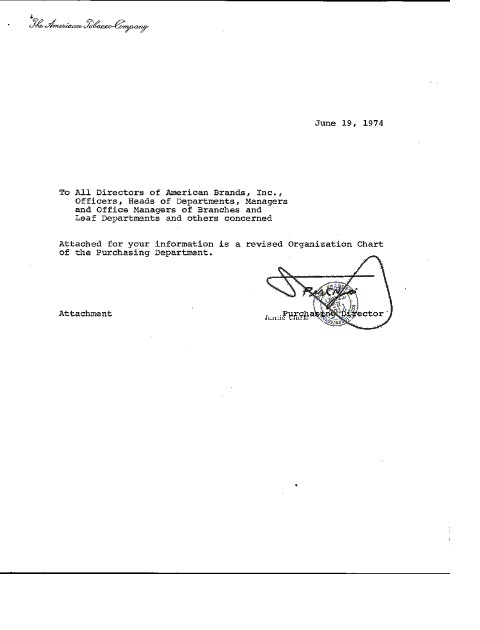 The American Tobacco Company
June 19, 1974
To All Directors of American Brands, Inc.,
Officers, Heads of Departments, Managers
and Office Managers of Branches and
Leaf Departments and others concerned
Attached for your information is a revised Organization Chart
of the Purchasing Department.
Attachment
Purchasing Director